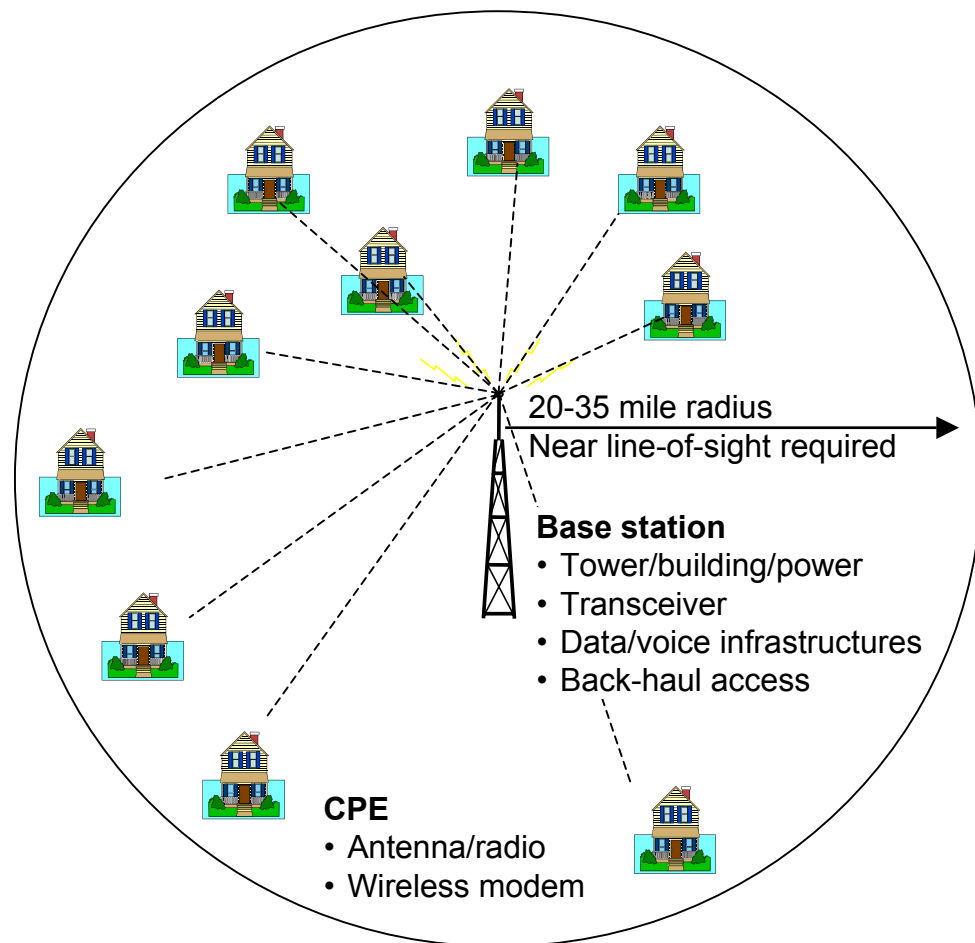 20-35 mile radius
Near line-of-sight required
Base station
• Tower/building/power
• Transceiver
• Data/voice infrastructures
• Back-haul access
CPE
• Antenna/radio
• Wireless modem